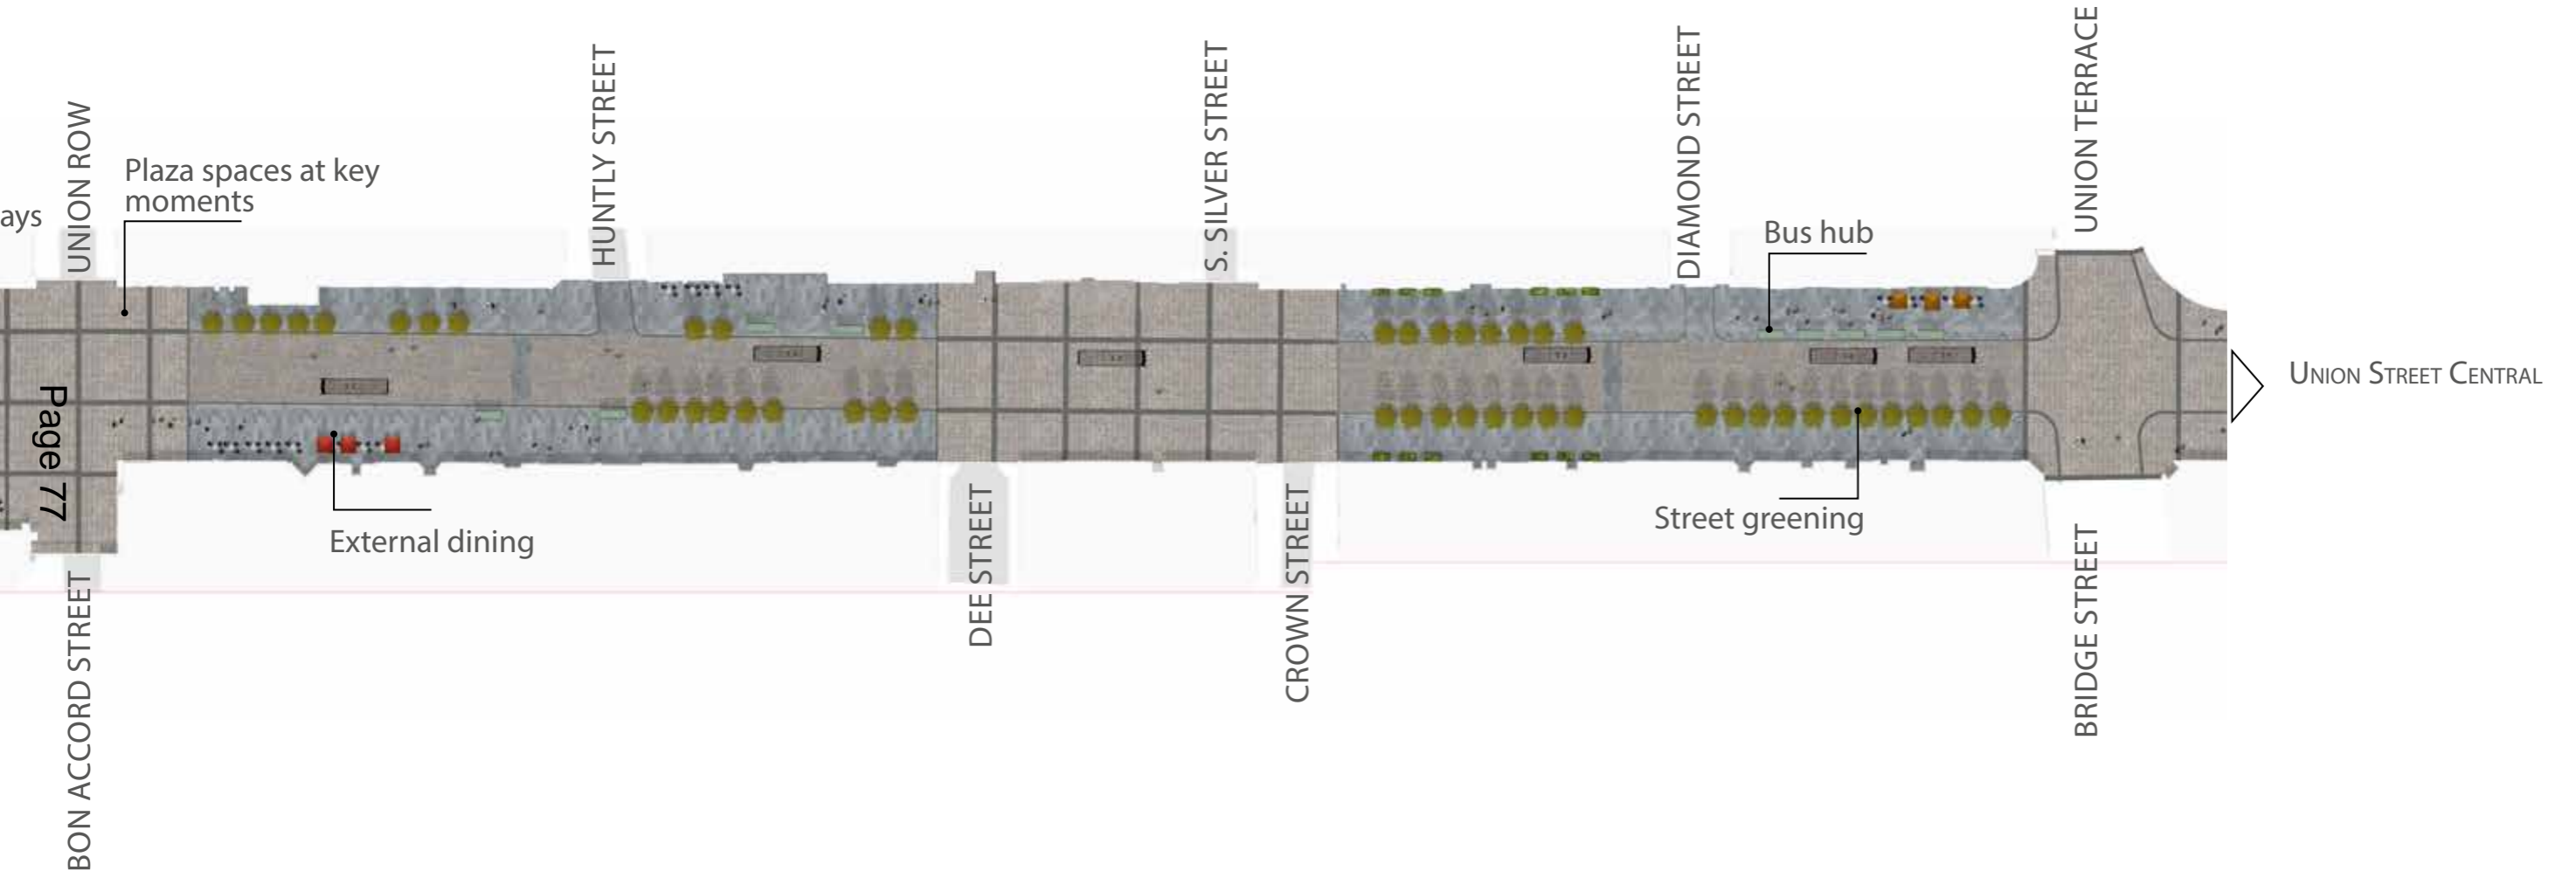 UNION ROW
HUNTLY STREET
S. SILVER STREET
DIAMOND STREET
UNION TERRACE
Plaza spaces at key
moments
ays
Bus hub
UNION STREET CENTRAL
Page 77
External dining
Street greening
BON ACCORD STREET
DEE STREET
CROWN STREET
BRIDGE STREET